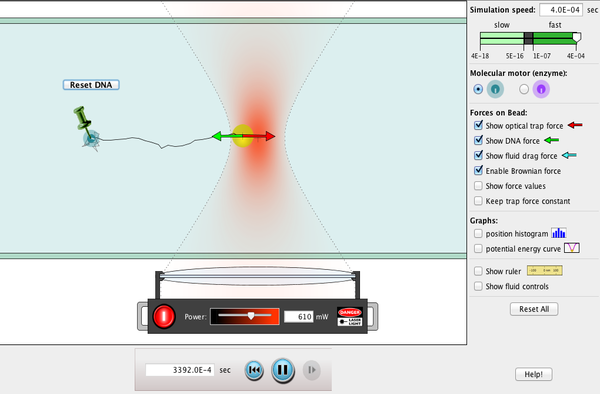 Simulation speed: 4.0E-04 sec
slow fast
4E-18 5E-16 1E-07 4E-04
Molecular motor (enzyme):
Forces on Bead:
Show optical trap force
Show DNA force
Show fluid drag force
Enable Brownian force
Show force values
Keep trap force constant
Graphs:
position histogram
potential energy curve
Show ruler
Show fluid controls
Reset All
Help!
Reset DNA
Power: 610 mW
DANGER
LASER
LIGHT
3392.0E-4 sec